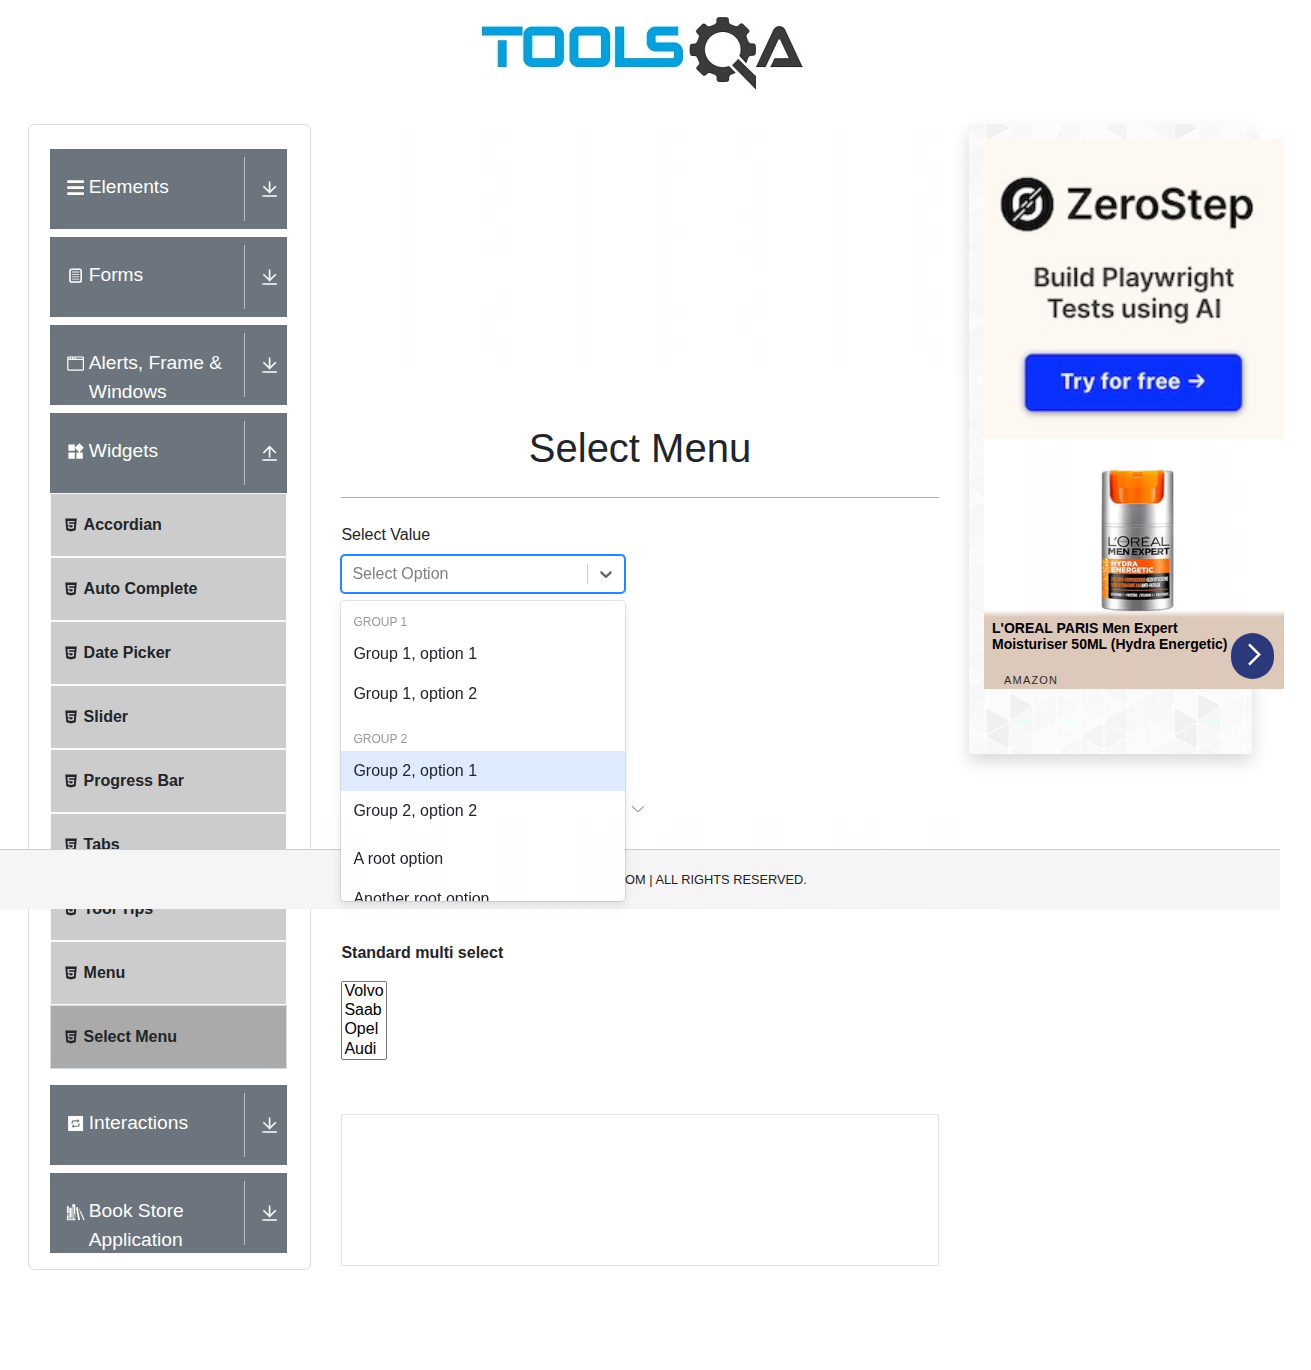 TOOLSQA
Elements
Forms
Alerts, Frame &
Windows
Widgets
Accordian
Auto Complete
Date Picker
Slider
Progress Bar
Tabs
Tool Tips
Menu
Select Menu
Interactions
Book Store
Application
Select Menu
Select Value
Select Option
GROUP 1
Group 1, option 1
Group 1, option 2
GROUP 2
Group 2, option 1
Group 2, option 2
A root option
Another root option
OM | ALL RIGHTS RESERVED.
Standard multi select
Volvo
Saab
Opel
Audi
ZeroStep
Build Playwright
Tests using AI
Try for free →
L'ORÉAL
MEN EXPERT
HYDRA
ENERGETIC
L'OREAL PARIS Men Expert
Moisturiser 50ML (Hydra Energetic)
AMAZON